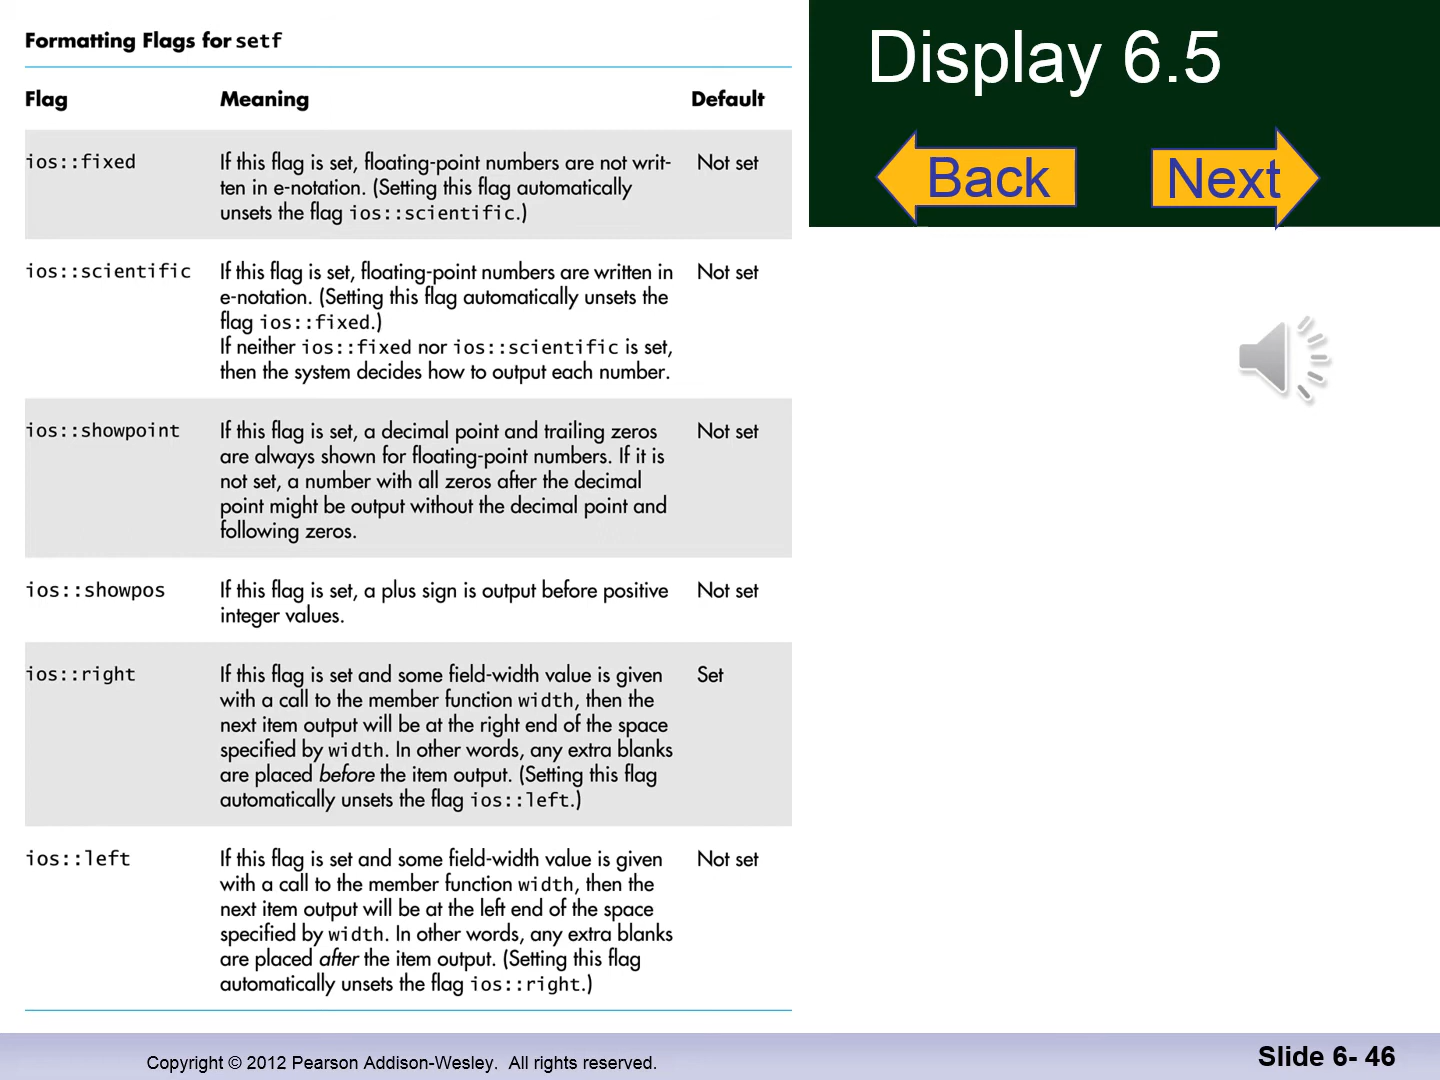 Formatting Flags for setf
Flag Meaning Default
ios::fixed If this flag is set, floating-point numbers are not writ- Not set
ten in e-notation. (Setting this flag automatically
unsets the flag ios::scientific.)
ios::scientific If this flag is set, floating-point numbers are written in Not set
e-notation. (Setting this flag automatically unsets the
flag ios::fixed.)
If neither ios::fixed nor ios::scientific is set,
then the system decides how to output each number.
ios::showpoint If this flag is set, a decimal point and trailing zeros Not set
are always shown for floating-point numbers. If it is
not set, a number with all zeros after the decimal
point might be output without the decimal point and
following zeros.
ios::showpos If this flag is set, a plus sign is output before positive Not set
integer values.
ios::right If this flag is set and some field-width value is given Set
with a call to the member function width, then the
next item output will be at the right end of the space
specified by width. In other words, any extra blanks
are placed before the item output. (Setting this flag
automatically unsets the flag ios::left.)
ios::left If this flag is set and some field-width value is given Not set
with a call to the member function width, then the
next item output will be at the left end of the space
specified by width. In other words, any extra blanks
are placed after the item output. (Setting this flag
automatically unsets the flag ios::right.)
Display 6.5
Back Next
Copyright © 2012 Pearson Addison-Wesley. All rights reserved.
Slide 6- 46